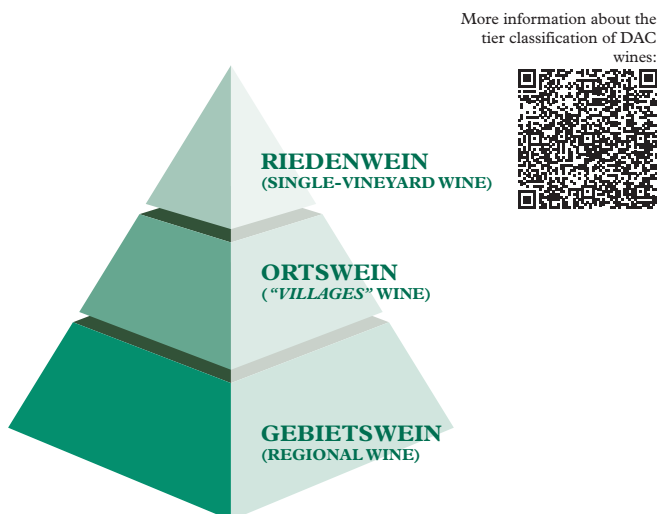 More information about the
tier classification of DAC
wines:
RIEDENWEIN
(SINGLE-VINEYARD WINE)
ORTSWEIN
(“VILLAGES” WINE)
GEBIETSWEIN
(REGIONAL WINE)